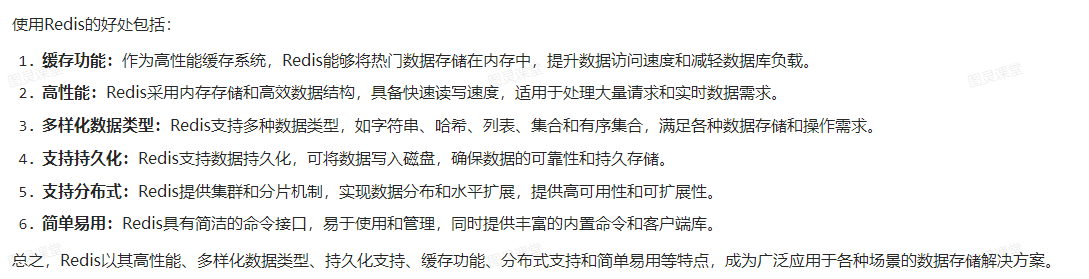 使用Redis的好处包括：
1. 缓存功能：作为高性能缓存系统，Redis能够将热门数据存储在内存中，提升数据访问速度和减轻数据库负载。
2. 高性能：Redis采用内存存储和高效数据结构，具备快速读写速度，适用于处理大量请求和实时数据需求。
3. 多样化数据类型：Redis支持多种数据类型，如字符串、哈希、列表、集合和有序集合，满足各种数据存储和操作需求。
4. 支持持久化：Redis支持数据持久化，可将数据写入磁盘，确保数据的可靠性和持久存储。
5. 支持分布式：Redis提供集群和分片机制，实现数据分布和水平扩展，提供高可用性和可扩展性。
6. 简单易用：Redis具有简洁的命令接口，易于使用和管理，同时提供丰富的内置命令和客户端库。
总之，Redis以其高性能、多样化数据类型、持久化支持、缓存功能、分布式支持和简单易用等特点，成为广泛应用于各种场景的数据存储解决方案。
图灵课堂
图灵课堂
图灵课堂